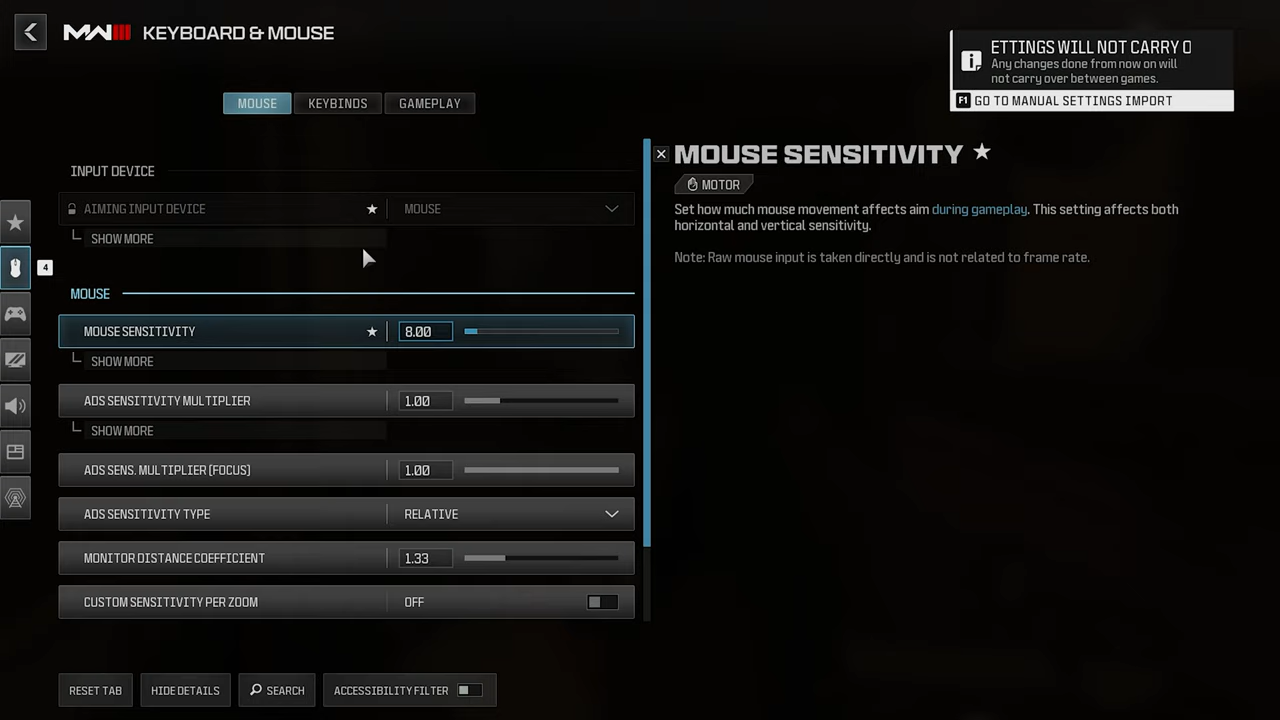 MWIII KEYBOARD & MOUSE
ETTINGS WILL NOT CARRY O
Any changes done from now on will
not carry over between games.
F1 GO TO MANUAL SETTINGS IMPORT
MOUSE KEYBINDS GAMEPLAY
INPUT DEVICE
AIMING INPUT DEVICE MOUSE
SHOW MORE
4
MOUSE
MOUSE SENSITIVITY 8.00
SHOW MORE
ADS SENSITIVITY MULTIPLIER 1.00
SHOW MORE
ADS SENS. MULTIPLIER (FOCUS) 1.00
ADS SENSITIVITY TYPE RELATIVE
MONITOR DISTANCE COEFFICIENT 1.33
CUSTOM SENSITIVITY PER ZOOM OFF
MOUSE SENSITIVITY
MOTOR
Set how much mouse movement affects aim during gameplay. This setting affects both
horizontal and vertical sensitivity.
Note: Raw mouse input is taken directly and is not related to frame rate.
RESET TAB HIDE DETAILS SEARCH ACCESSIBILITY FILTER